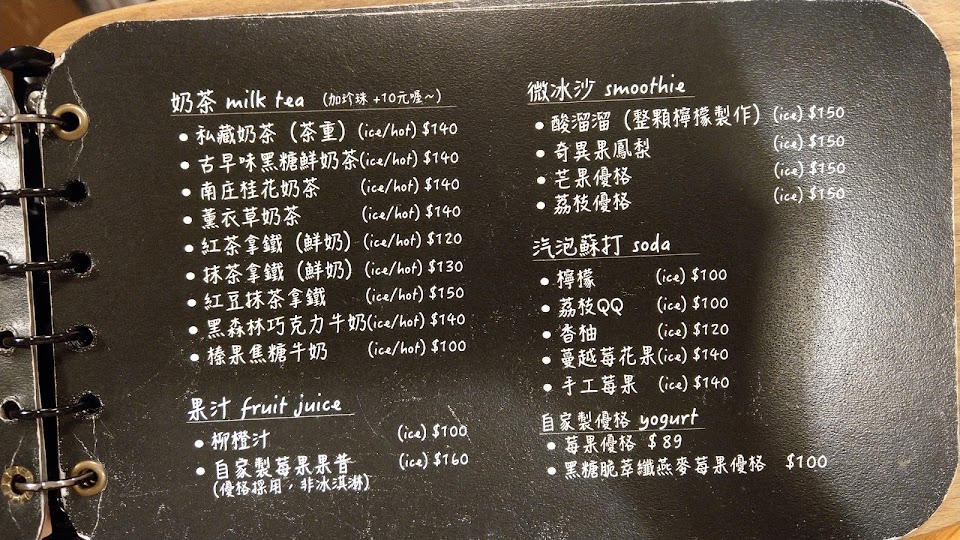 奶茶 milk tea (加珍珠 +10元喔~)
• 私藏奶茶 (茶重) (ice/hot) $140
• 古早味黑糖鮮奶茶(ice/hot) $140
• 南庄桂花奶茶 (ice/hot) $140
• 薰衣草奶茶 (ice/hot) $140
• 紅茶拿鐵 (鮮奶) (ice/hot) $120
• 抹茶拿鐵 (鮮奶) (ice/hot) $130
• 紅豆抹茶拿鐵 (ice/hot) $150
• 黑森林巧克力牛奶(ice/hot) $140
• 榛果焦糖牛奶 (ice/hot) $100
果汁 fruit juice
• 柳橙汁 (ice) $100
• 自家製莓果果昔 (ice) $160
(優格採用，非冰淇淋)
微冰沙 smoothie
• 酸溜溜 (整顆檸檬製作) (ice) $150
• 奇異果鳳梨 (ice) $150
• 芒果優格 (ice) $150
• 荔枝優格 (ice) $150
汽泡蘇打 soda
• 檸檬 (ice) $100
• 荔枝QQ (ice) $100
• 香柚 (ice) $120
• 蔓越莓花果(ice) $140
• 手工莓果 (ice) $140
自家製優格 yogurt
• 莓果優格 $89
• 黑糖脆萃纖燕麥莓果優格 $100